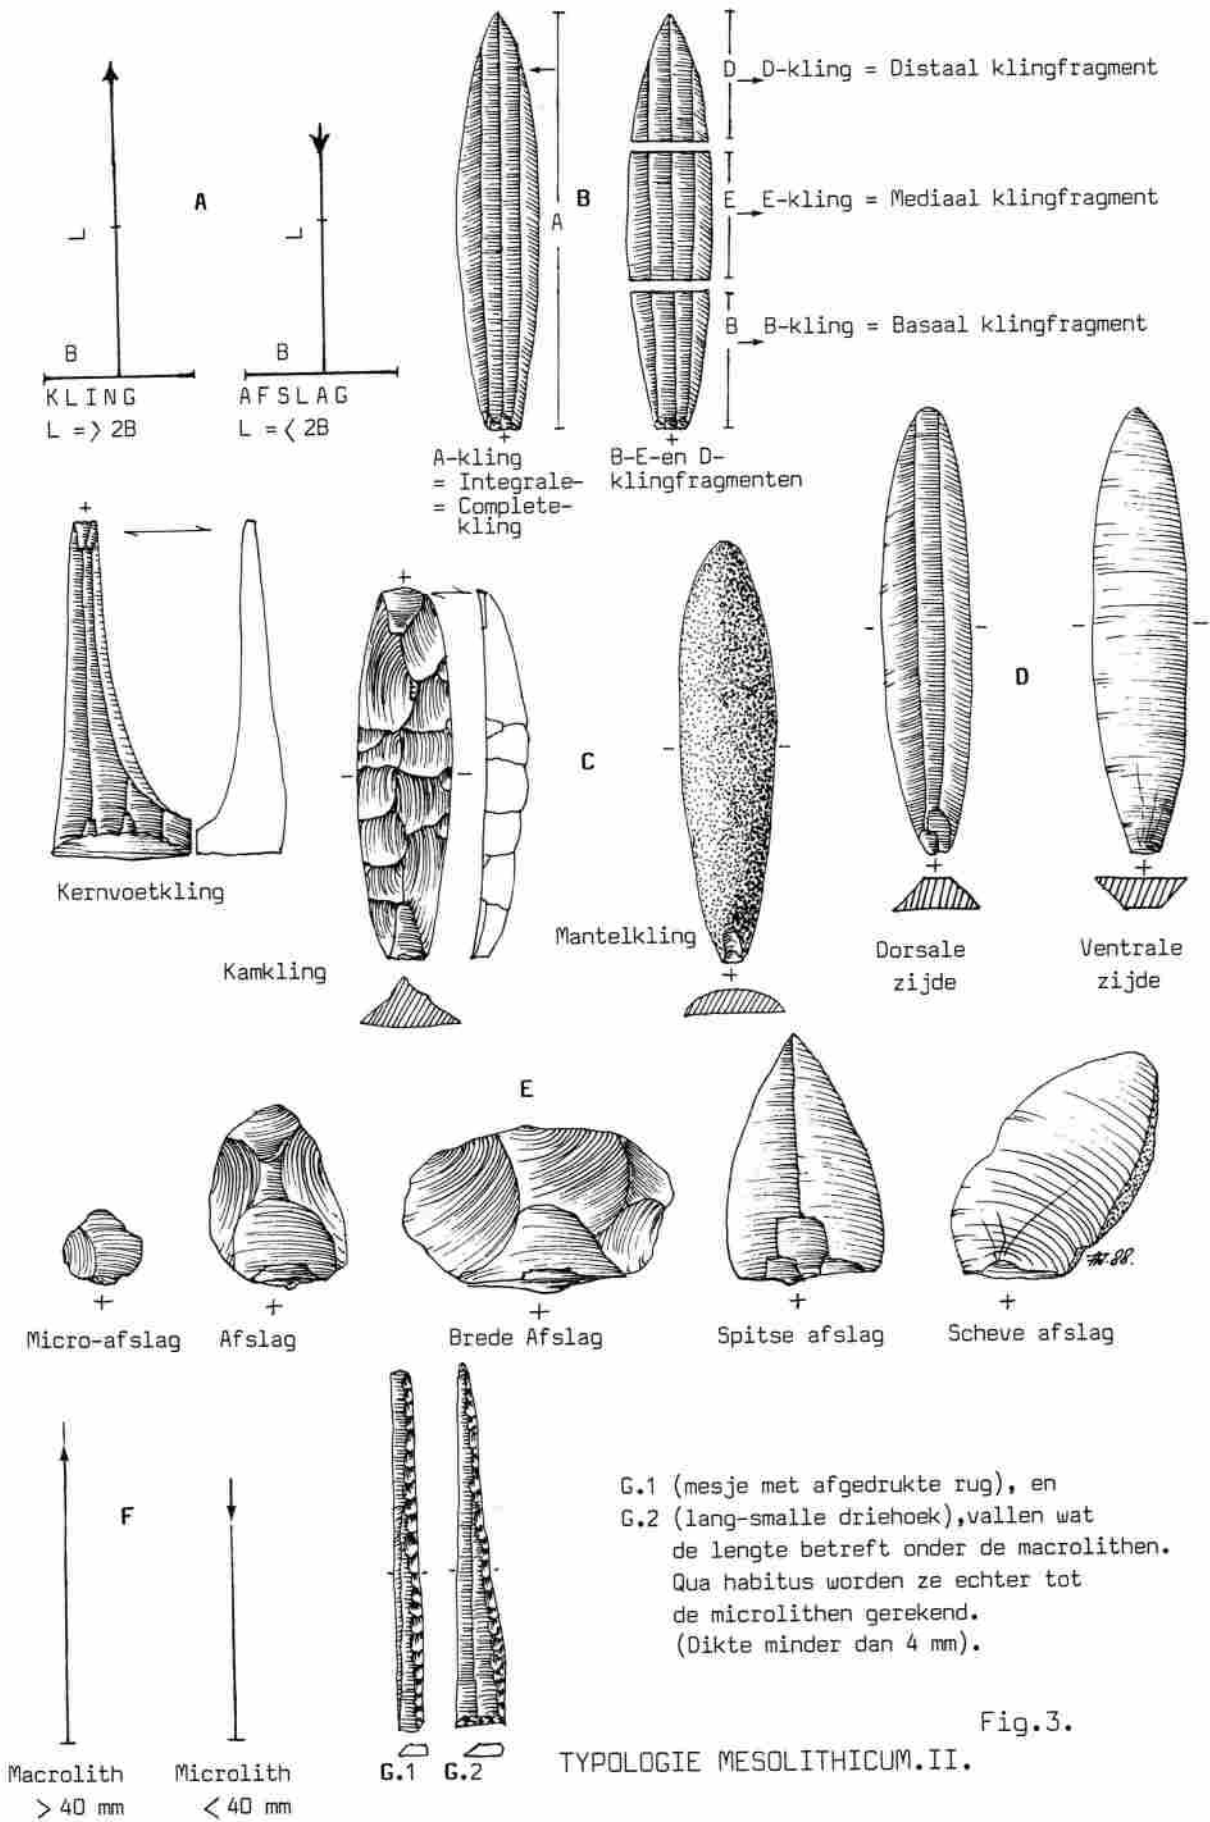 A
L
B
KLING
L => 2B
L
B
AFSLAG
L =< 2B
B
A
A-kling
= Integrale-
= Complete-
kling
D D-kling = Distaal klingfragment
E E-kling = Mediaal klingfragment
B B-kling = Basaal klingfragment
B-E-en D-
klingfragmenten
Kernvoetkling
C
Kamkling
Mantelkling
D
Dorsale
zijde
Ventrale
zijde
E
Micro-afslag
Afslag
Brede Afslag
Spitse afslag
Scheve afslag
F
Macrolith
> 40 mm
Microlith
< 40 mm
G.1
G.2
G.1 (mesje met afgedrukte rug), en
G.2 (lang-smalle driehoek),vallen wat
de lengte betreft onder de macrolithen.
Qua habitus worden ze echter tot
de microlithen gerekend.
(Dikte minder dan 4 mm).
Fig.3.
TYPOLOGIE MESOLITHICUM.II.